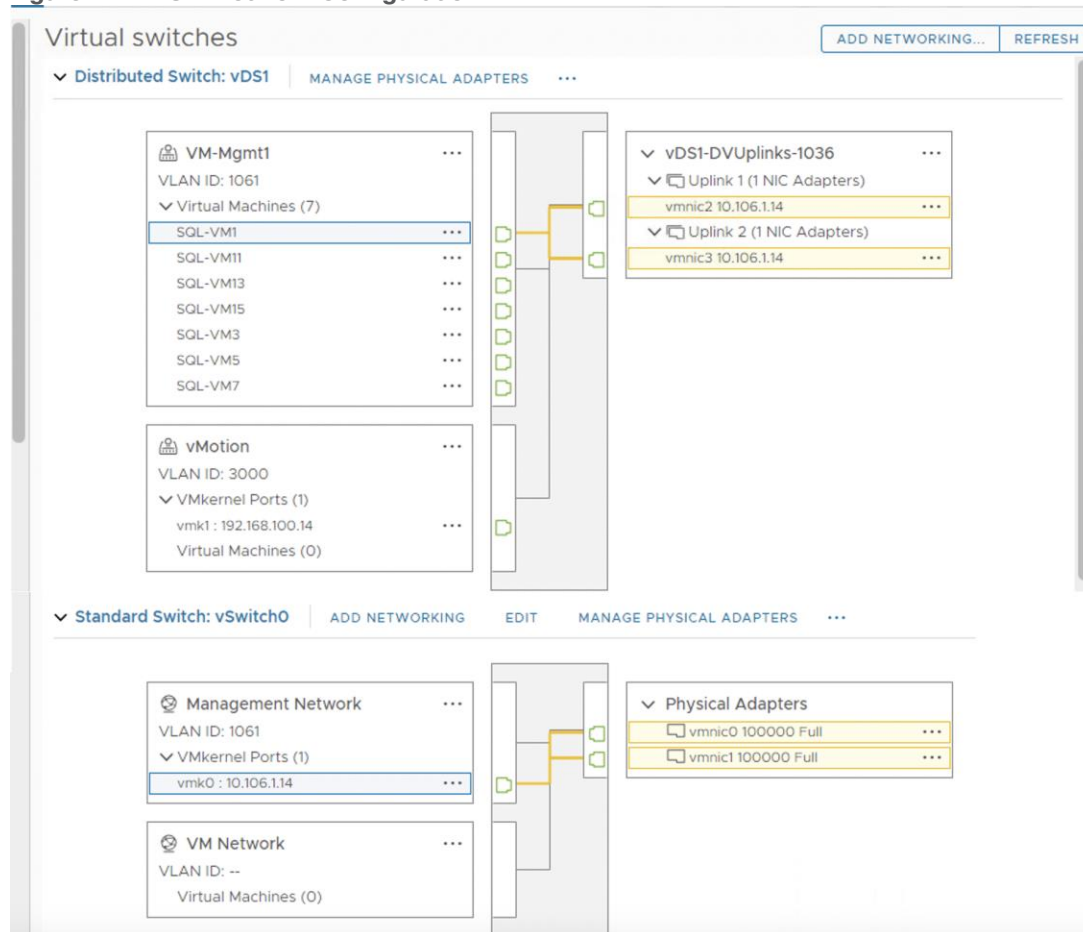 Virtual switches
ADD NETWORKING...
REFRESH
Distributed Switch: vDS1
MANAGE PHYSICAL ADAPTERS
...
VM-Mgmt1
...
VLAN ID: 1061
Virtual Machines (7)
SQL-VM1
...
SQL-VM11
...
SQL-VM13
...
SQL-VM15
...
SQL-VM3
...
SQL-VM5
...
SQL-VM7
...
vDS1-DVUplinks-1036
...
Uplink 1 (1 NIC Adapters)
vmnic2 10.106.1.14
...
Uplink 2 (1 NIC Adapters)
vmnic3 10.106.1.14
...
vMotion
...
VLAN ID: 3000
VMkernel Ports (1)
vmk1 : 192.168.100.14
...
Virtual Machines (0)
Standard Switch: vSwitch0
ADD NETWORKING
EDIT
MANAGE PHYSICAL ADAPTERS
...
Management Network
...
VLAN ID: 1061
VMkernel Ports (1)
vmk0 : 10.106.1.14
...
Physical Adapters
vmnic0 100000 Full
...
vmnic1 100000 Full
...
VM Network
...
VLAN ID: --
Virtual Machines (0)